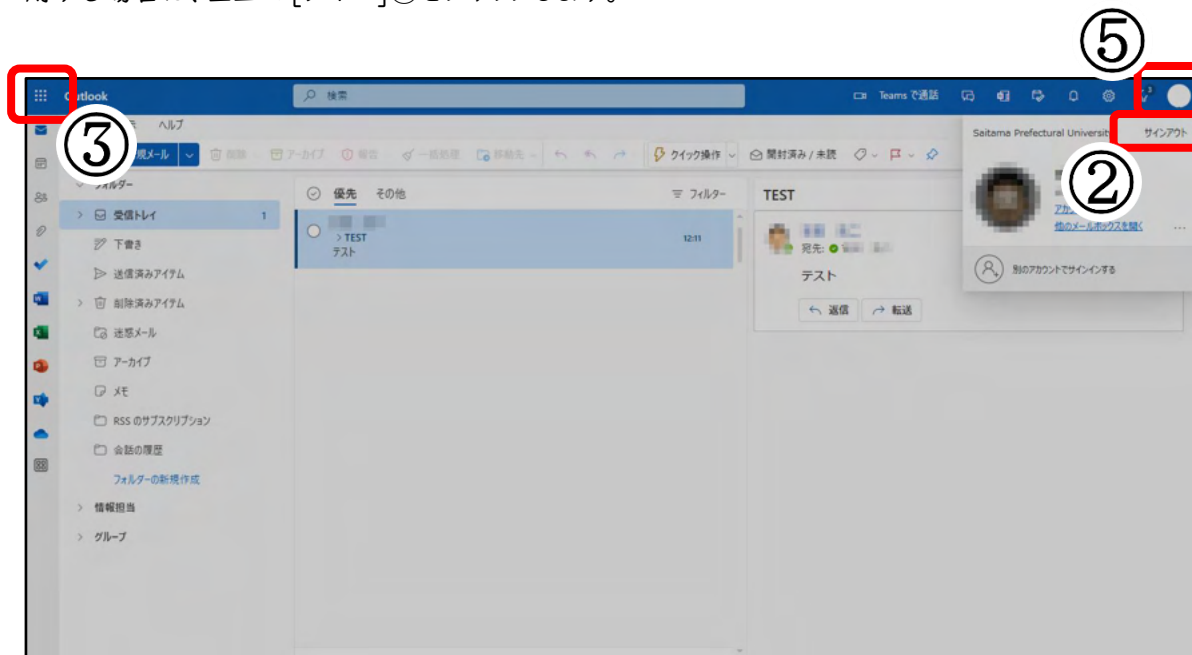 ⑤
Outlook
検索
Teams で通話
③
ヘルプ
規メール
削除
アーカイブ
報告
一括処理
移動先
クイック操作
開封済み / 未読
Saitama Prefectural University
サインアウト
②
フォルダー
受信トレイ 1
下書き
送信済みアイテム
削除済みアイテム
迷惑メール
アーカイブ
メモ
RSS のサブスクリプション
会話の履歴
フォルダーの新規作成
情報担当
グループ
優先 その他
フィルター
> TEST 12:11
テスト
TEST
宛先:
テスト
返信 転送
他のメールボックスを開く
別のアカウントでサインインする